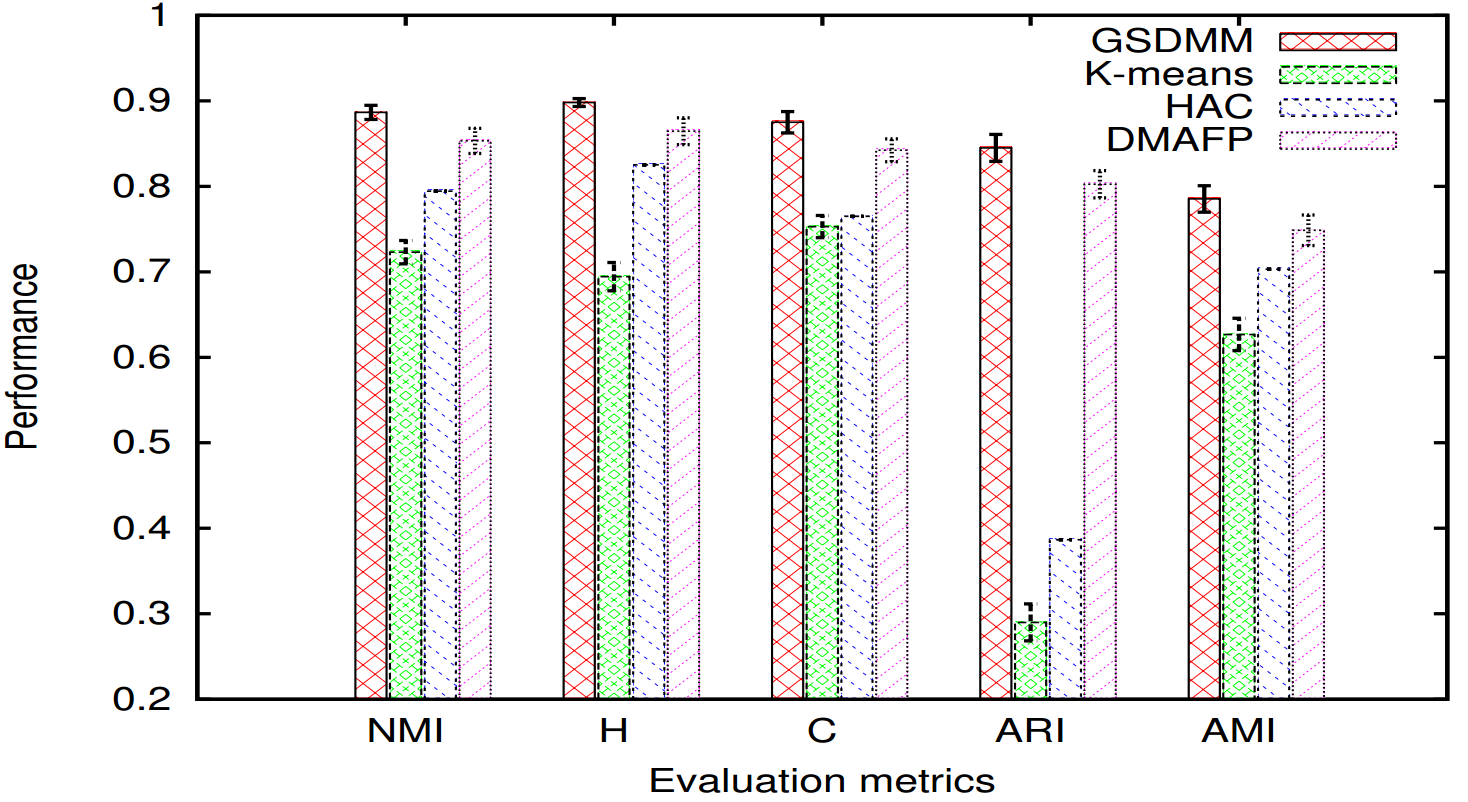 1
0.9
0.8
0.7
0.6
0.5
0.4
0.3
0.2
Performance
GSDMM
K-means
HAC
DMAFP
NMI H C ARI AMI
Evaluation metrics